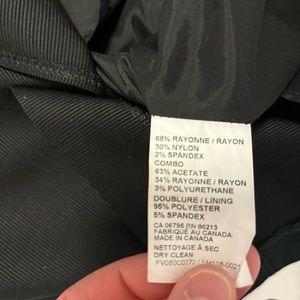 68% RAYONNE / RAYON
30% NYLON
2% SPANDEX
COMBO
63% ACETATE
34% RAYONNE / RAYON
3% POLYURETHANE
DOUBLURE / LINING
95% POLYESTER
5% SPANDEX
CA 06796 RN 86213
FABRIQUE AU CANADA
MADE IN CANADA
NETTOYAGE À SEC
DRY CLEAN